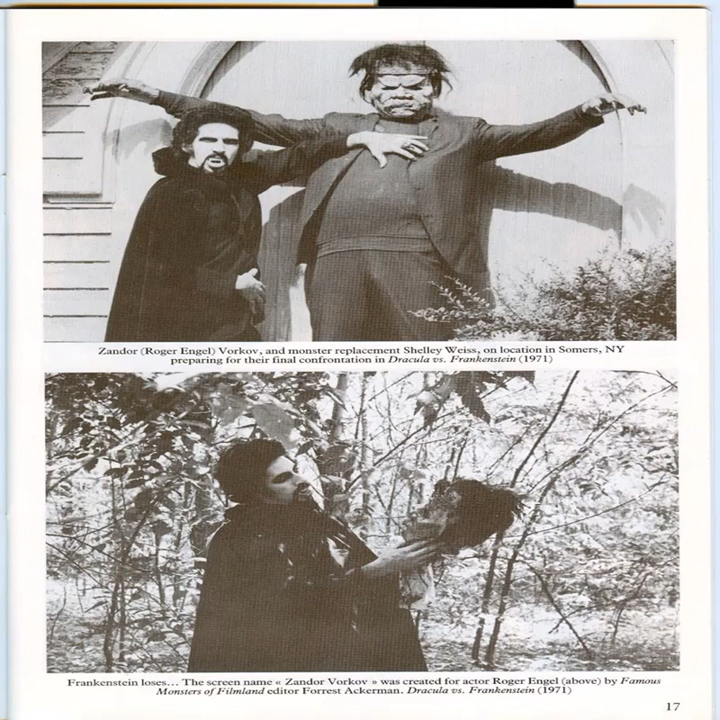 Zandor (Roger Engel) Vorkov, and monster replacement Shelley Weiss, on location in Somers, NY
preparing for their final confrontation in Dracula vs. Frankenstein (1971)
Frankenstein loses... The screen name « Zandor Vorkov » was created for actor Roger Engel (above) by Famous
Monsters of Filmland editor Forrest Ackerman. Dracula vs. Frankenstein (1971)
17